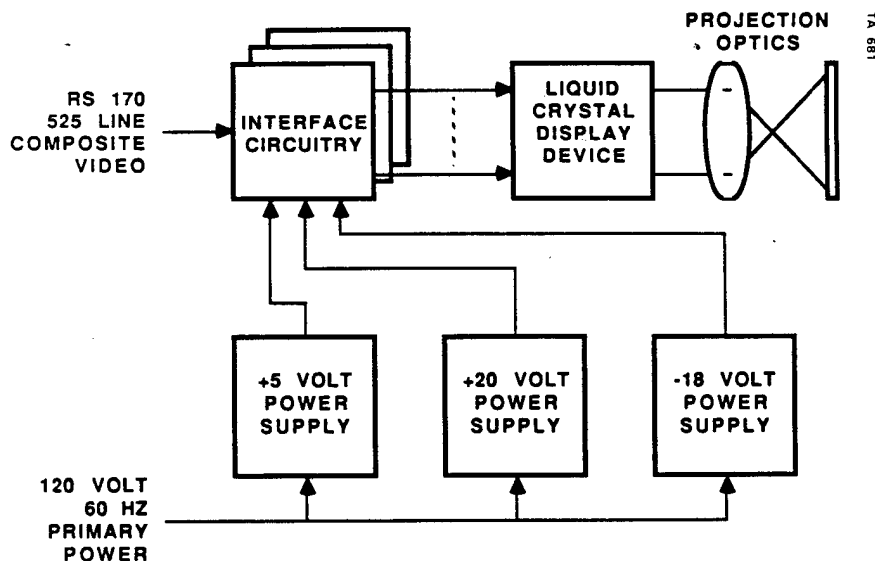 PROJECTION
OPTICS
TA 681
RS 170
525 LINE
COMPOSITE
VIDEO
INTERFACE
CIRCUITRY
LIQUID
CRYSTAL
DISPLAY
DEVICE
+5 VOLT
POWER
SUPPLY
+20 VOLT
POWER
SUPPLY
-18 VOLT
POWER
SUPPLY
120 VOLT
60 HZ
PRIMARY
POWER